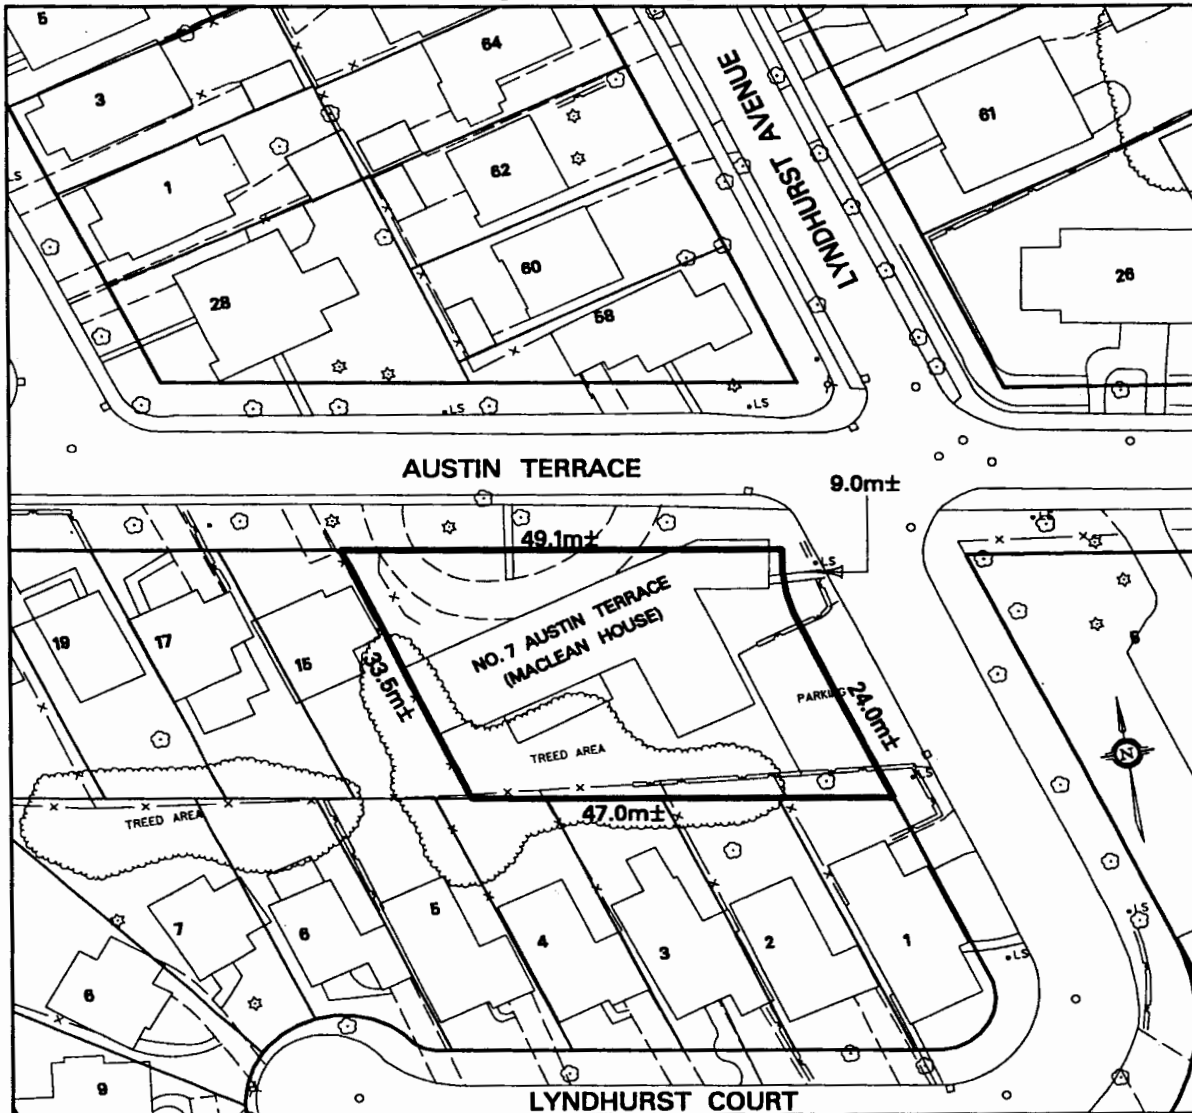 5
64
3
LYNDHURST AVENUE
61
LS
1
62
60
26
28
58
LS
LS
AUSTIN TERRACE
9.0m±
LS
49.1m±
LS
NO. 7 AUSTIN TERRACE
(MACLEAN HOUSE)
19
17
15
33.5m±
PARKING
24.0m±
TREED AREA
N
LS
47.0m±
TREED AREA
5
7
6
4
3
2
1
LS
LS
6
9
LYNDHURST COURT